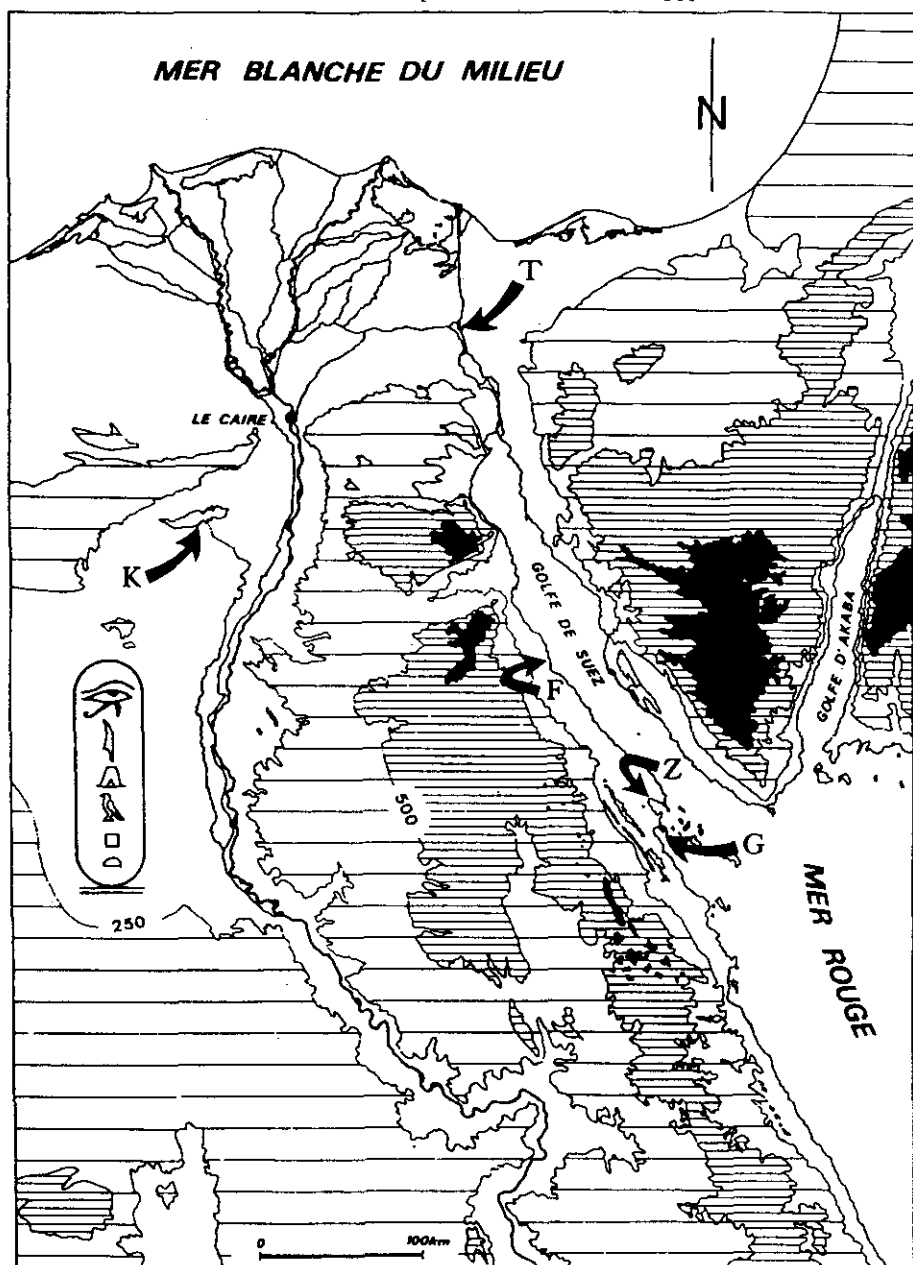 MER BLANCHE DU MILIEU
N
T
LE CAIRE
K
GOLFE DE SUEZ
GOLFE D'AKABA
F
Z
500
G
250
MER ROUGE
0 100km